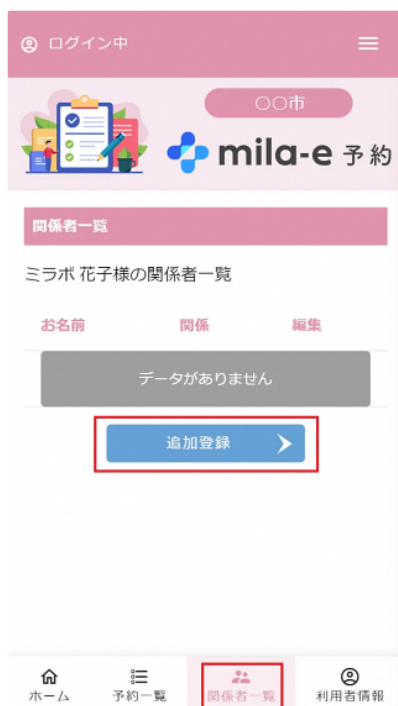 ログイン中
○○市
mila-e 予約
関係者一覧
ミラボ 花子様の関係者一覧
お名前 関係 編集
データがありません
追加登録
ホーム 予約一覧 関係者一覧 利用者情報